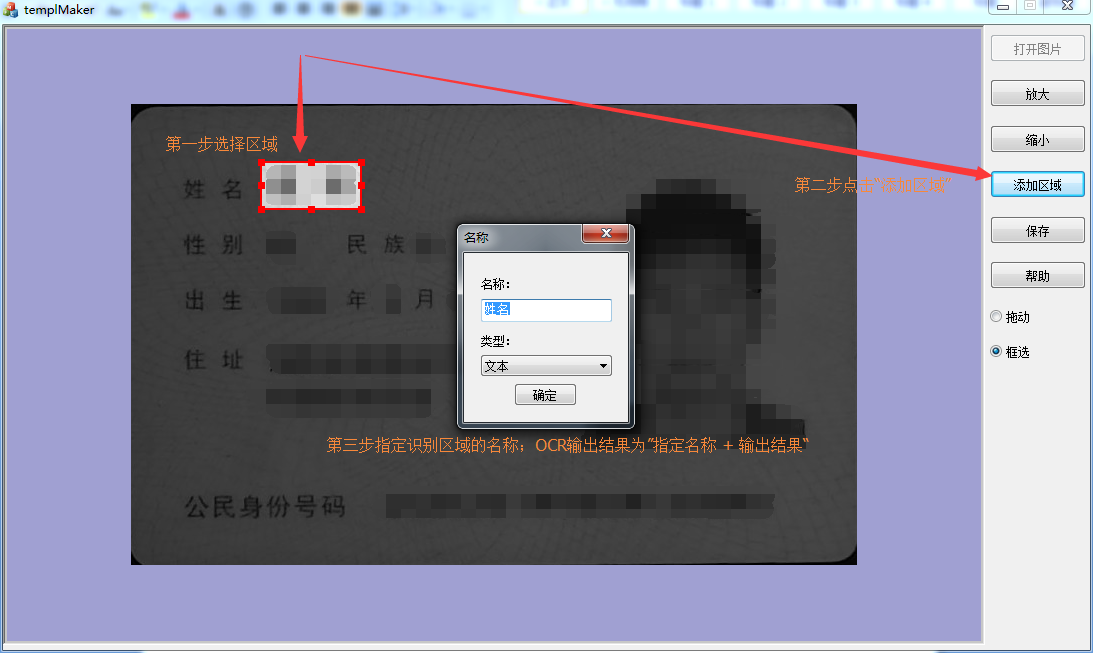 templMaker
打开图片
放大
第一步选择区域
缩小
姓 名
第二步点击"添加区域"
添加区域
名称
性 别
民 族
保存
名称:
帮助
出 生
年
月
姓名
拖动
类型:
框选
住 址
文本
确定
第三步指定识别区域的名称；OCR输出结果为"指定名称 + 输出结果"
公民身份号码